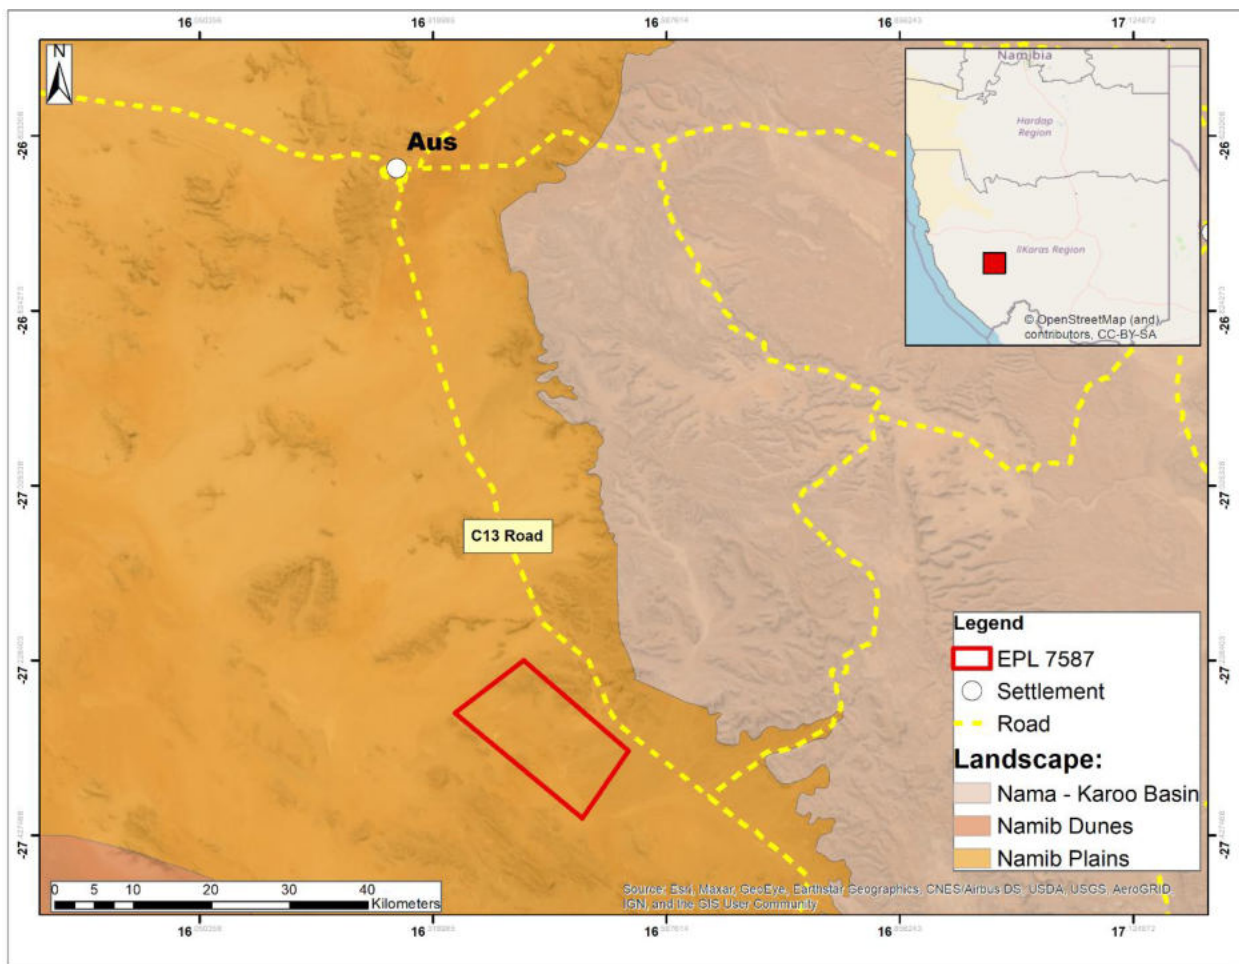 16
16
16
16
17
N
Aus
Namibia
Hardap
Region
IIKaras Region
© OpenStreetMap (and)
contributors, CC-BY-SA
C13 Road
Legend
EPL 7587
Settlement
Road
Landscape:
Nama - Karoo Basin
Namib Dunes
Namib Plains
0 5 10 20 30 40
Kilometers
Source: Esri, Maxar, GeoEye, Earthstar Geographics, CNES/Airbus DS, USDA, USGS, AeroGRID,
IGN, and the GIS User Community
-26
-26
-27
-27
-27
-26
-26
-27
-27
-27
16
16
16
16
17